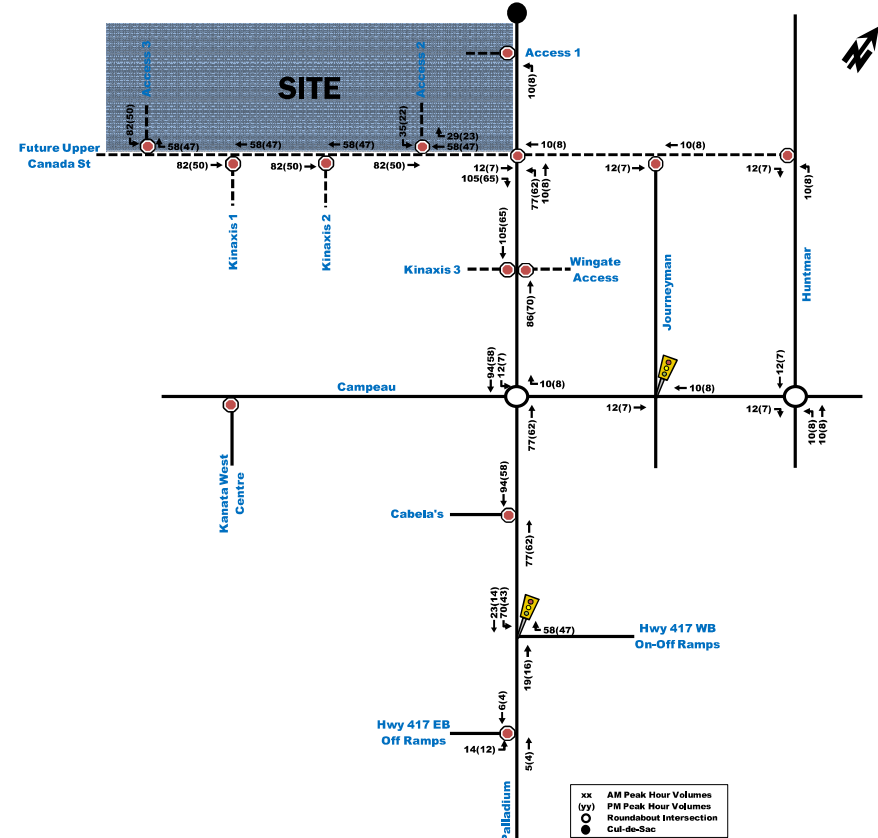 Access 3
Access 2
Access 1
SITE
10(8)
82(50)
35(22)
29(23)
58(47)
58(47)
58(47)
58(47)
10(8)
10(8)
Future Upper
Canada St
82(50)
82(50)
82(50)
12(7)
105(65)
77(62)
10(8)
12(7)
12(7)
10(8)
Kinaxis 1
Kinaxis 2
105(65)
Kinaxis 3
Wingate
Access
86(70)
Journeyman
Huntmar
94(58)
12(7)
12(7)
Campeau
10(8)
10(8)
12(7)
12(7)
77(62)
10(8)
10(8)
Kanata West
Centre
94(58)
Cabela's
77(62)
23(14)
70(43)
58(47)
Hwy 417 WB
On-Off Ramps
19(16)
6(4)
Hwy 417 EB
Off Ramps
14(12)
5(4)
Palladium
xx AM Peak Hour Volumes
(yy) PM Peak Hour Volumes
Roundabout Intersection
Cul-de-Sac